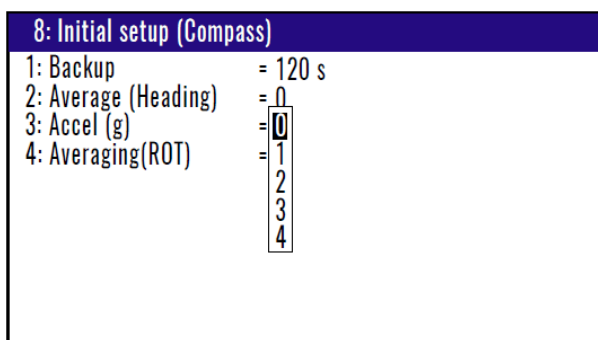 8: Initial setup (Compass)
1: Backup = 120 s
2: Average (Heading) = 0
3: Accel (g) = 0
4: Averaging(ROT) = 1
2
3
4